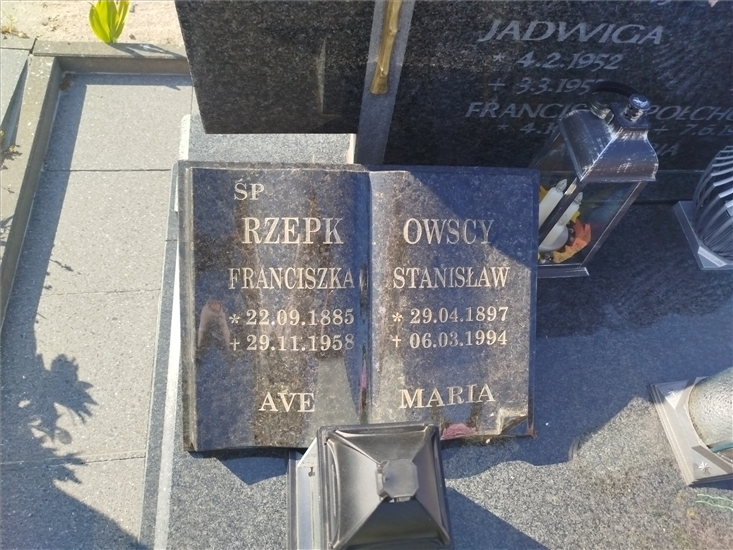 JADWIGA
* 4.2.1952
FRANCIS
ŚP
RZEPK OWSCY
FRANCISZKA STANISŁAW
* 22.09.1885 * 29.04.1897
+ 29.11.1958 + 06.03.1994
AVE MARIA